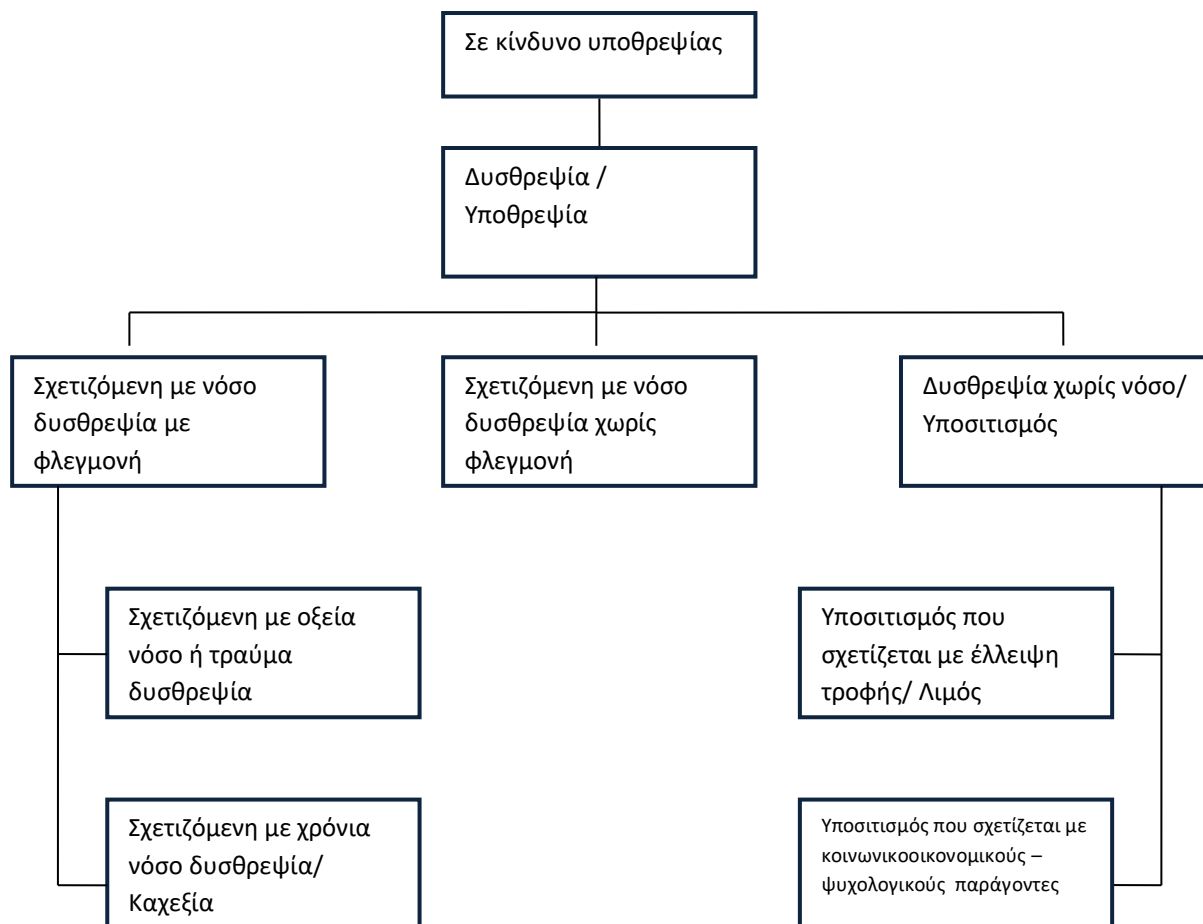 Σε κίνδυνο υποθρεψίας
Δυσθρεψία /
Υποθρεψία
Σχετιζόμενη με νόσο
δυσθρεψία με
φλεγμονή
Σχετιζόμενη με νόσο
δυσθρεψία χωρίς
φλεγμονή
Δυσθρεψία χωρίς νόσο/
Υποσιτισμός
Σχετιζόμενη με οξεία
νόσο ή τραύμα
δυσθρεψία
Υποσιτισμός που
σχετίζεται με έλλειψη
τροφής/ Λιμός
Σχετιζόμενη με χρόνια
νόσο δυσθρεψία/
Καχεξία
Υποσιτισμός που σχετίζεται με
κοινωνικοοικονομικούς –
ψυχολογικούς παράγοντες